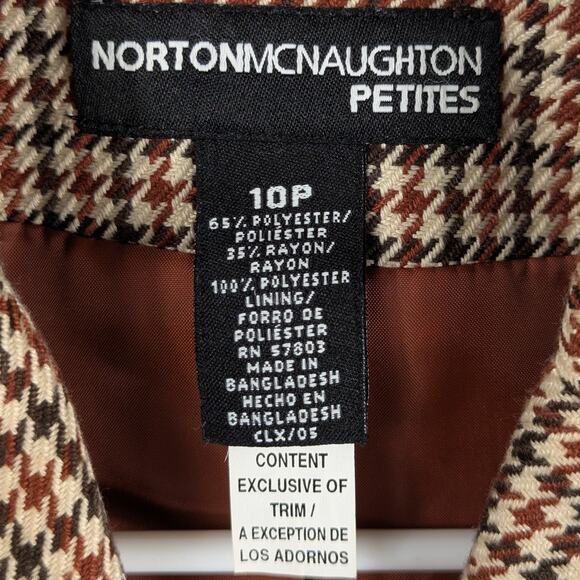 NORTONMCNAUGHTON
PETITES
10P
65% POLYESTER/
POLIÉSTER
35% RAYON/
RAYON
100% POLYESTER
LINING/
FORRO DE
POLIÉSTER
RN 57803
MADE IN
BANGLADESH
HECHO EN
BANGLADESH
CLX/05
CONTENT
EXCLUSIVE OF
TRIM/
A EXCEPTION DE
LOS ADORNOS